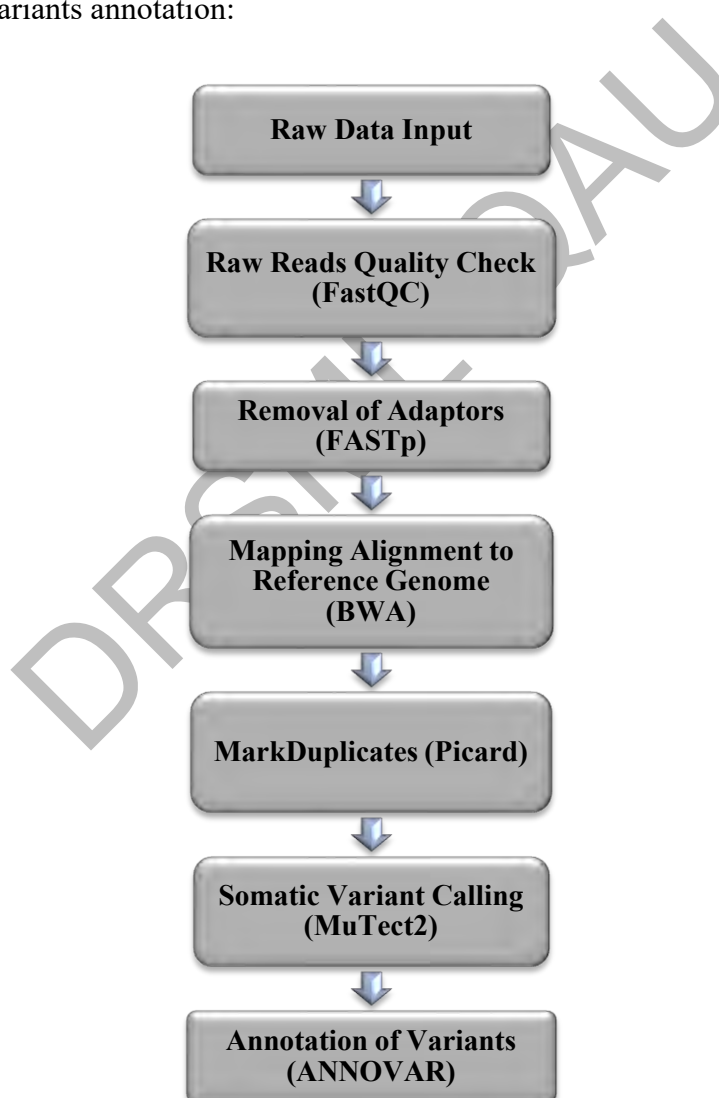 ariants annotation:
Raw Data Input
Raw Reads Quality Check
(FastQC)
Removal of Adaptors
(FASTp)
Mapping Alignment to
Reference Genome
(BWA)
MarkDuplicates (Picard)
Somatic Variant Calling
(MuTect2)
Annotation of Variants
(ANNOVAR)